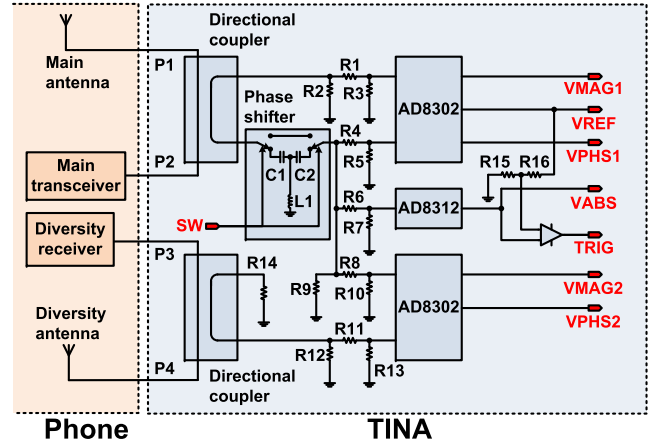 Directional
coupler
Main
antenna
P1
R1
R2
R3
AD8302
VMAG1
Phase
shifter
VREF
R4
VPHS1
R5
P2
C1
C2
R15
R16
Main
transceiver
L1
R6
AD8312
VABS
SW
R7
Diversity
receiver
TRIG
P3
R14
R8
VMAG2
R9
R10
AD8302
Diversity
antenna
VPHS2
R11
R12
R13
P4
Directional
coupler
Phone
TINA